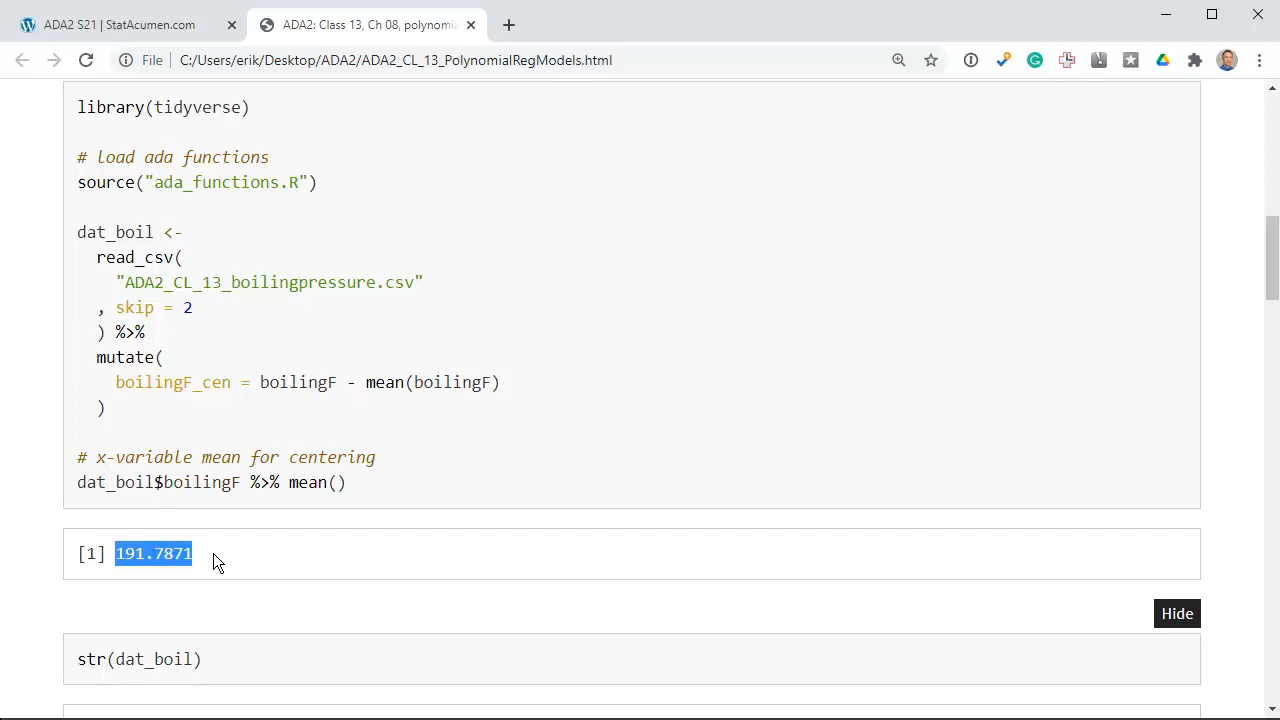 ADA2 S21 | StatAcumen.com
ADA2: Class 13, Ch 08, polynomia
File
C:/Users/erik/Desktop/ADA2/ADA2_CL_13_PolynomialRegModels.html
library(tidyverse)
# load ada functions
source("ada_functions.R")
dat_boil <-
read_csv(
"ADA2_CL_13_boilingpressure.csv"
, skip = 2
) %>%
mutate(
boilingF_cen = boilingF - mean(boilingF)
)
# x-variable mean for centering
dat_boil$boilingF %>% mean()
[1] 191.7871
Hide
str(dat_boil)